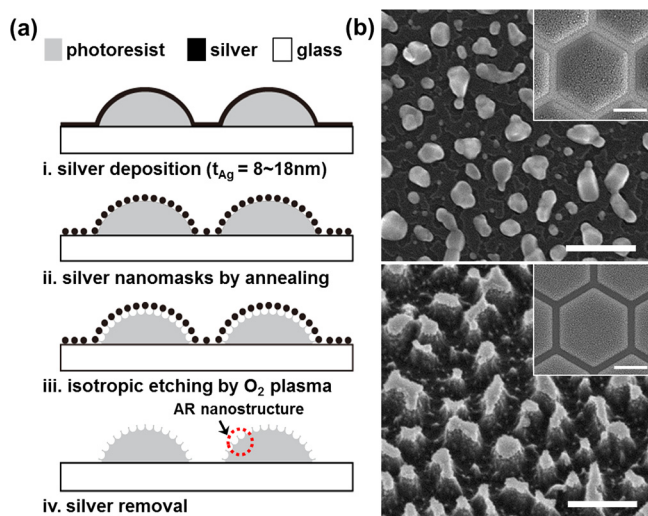 (a)
photoresist silver glass
i. silver deposition (tAg = 8~18nm)
ii. silver nanomasks by annealing
iii. isotropic etching by O2 plasma
AR nanostructure
iv. silver removal
(b)